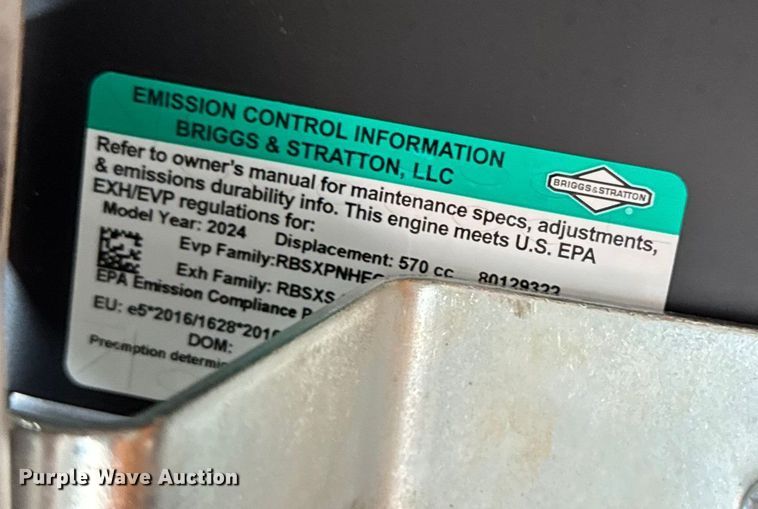 EMISSION CONTROL INFORMATION
BRIGGS & STRATTON, LLC
BRIGGS & STRATTON
Refer to owner's manual for maintenance specs, adjustments,
& emissions durability info. This engine meets U.S. EPA
EXH/EVP regulations for:
Model Year: 2024 Displacement: 570 cc 80129322
Evp Family:RBSXPNHEC
Exh Family: RBSXS
EPA Emission Compliance P
EU: e5*2016/1628*2016
DOM:
Preemption determi
Purple Wave Auction